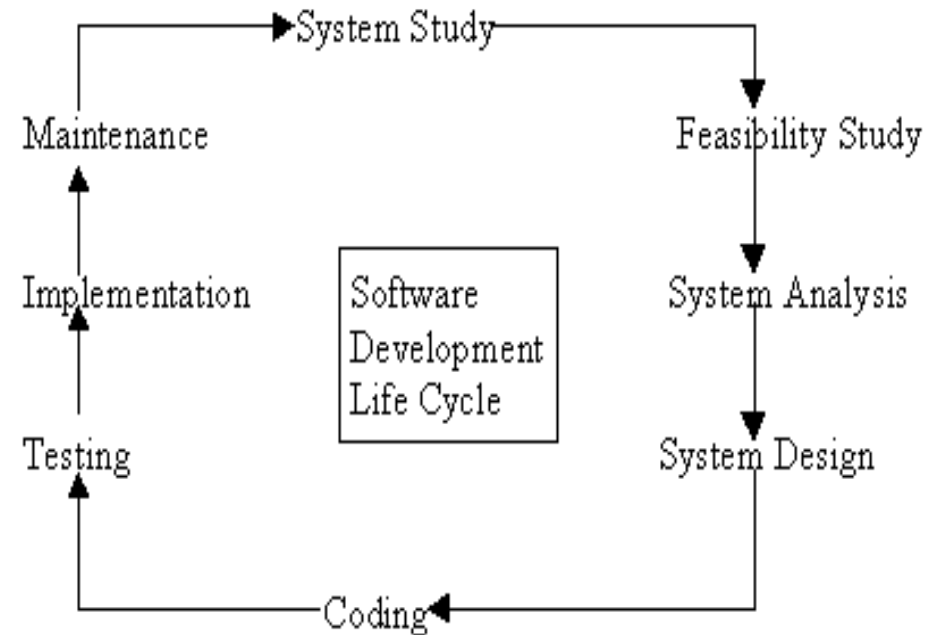 System Study
Maintenance
Feasibility Study
Implementation
Software
Development
Life Cycle
System Analysis
Testing
System Design
Coding